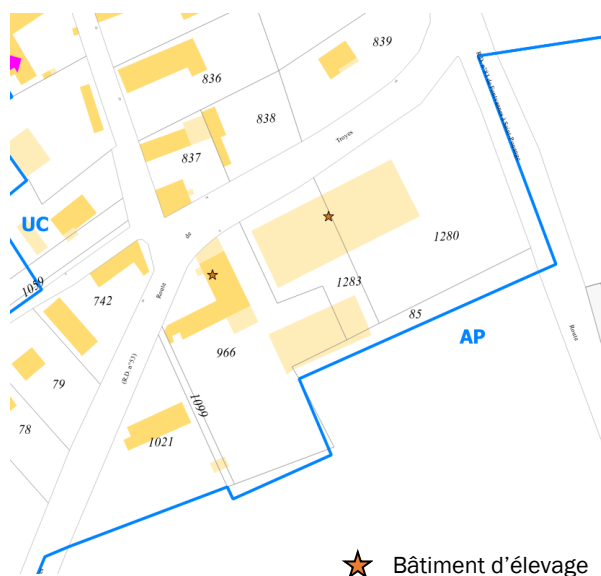 839
836
838
Troyes
837
UC
de
1280
1059
1283
742
Route
85
AP
Route
(R.D. n°53)
966
79
1099
78
1021
Bâtiment d'élevage